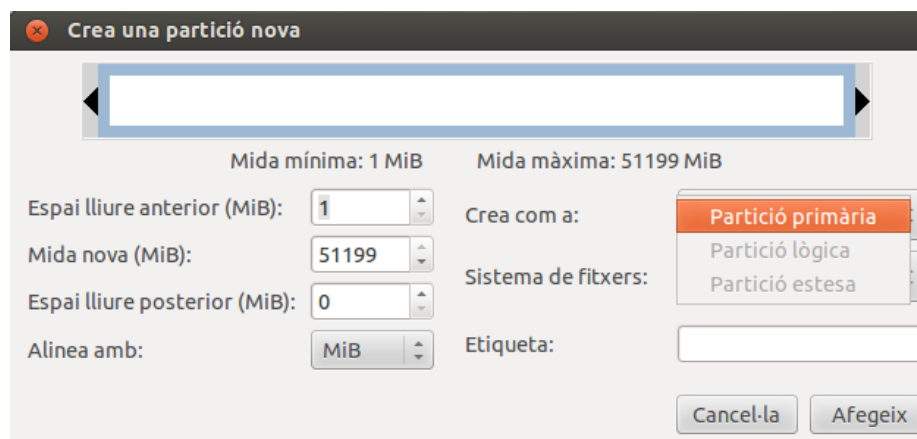 Crea una partició nova
Mida mínima: 1 MiB Mida màxima: 51199 MiB
Espai lliure anterior (MiB): 1
Crea com a:
Partició primària
Partició lògica
Partició estesa
Mida nova (MiB): 51199
Sistema de fitxers:
Espai lliure posterior (MiB): 0
Alinea amb: MiB
Etiqueta:
Cancel·la Afegeix